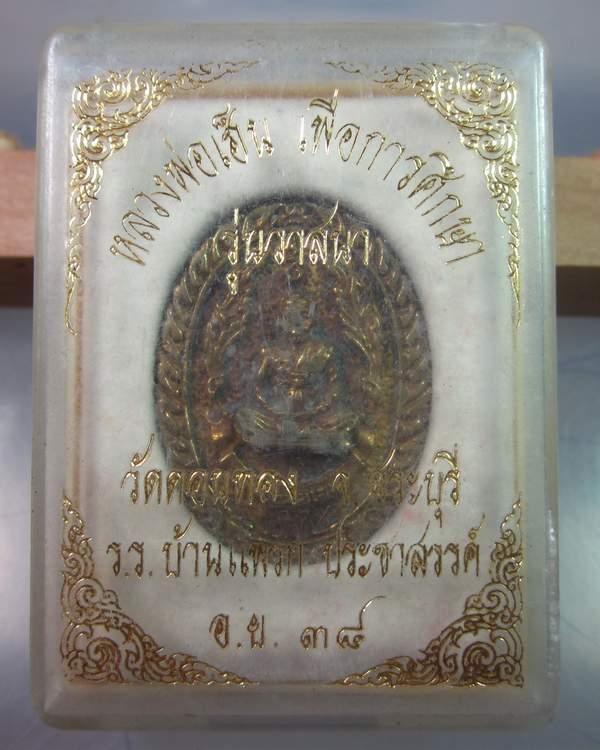 หลวงพ่อเอ็น เพื่อการศึกษา
รุ่นวาสนา
วัดดอนทอง จ. สระบุรี
ร.ร. บ้านแพรก ประชาสรรค์
อ.ย. ๓๘